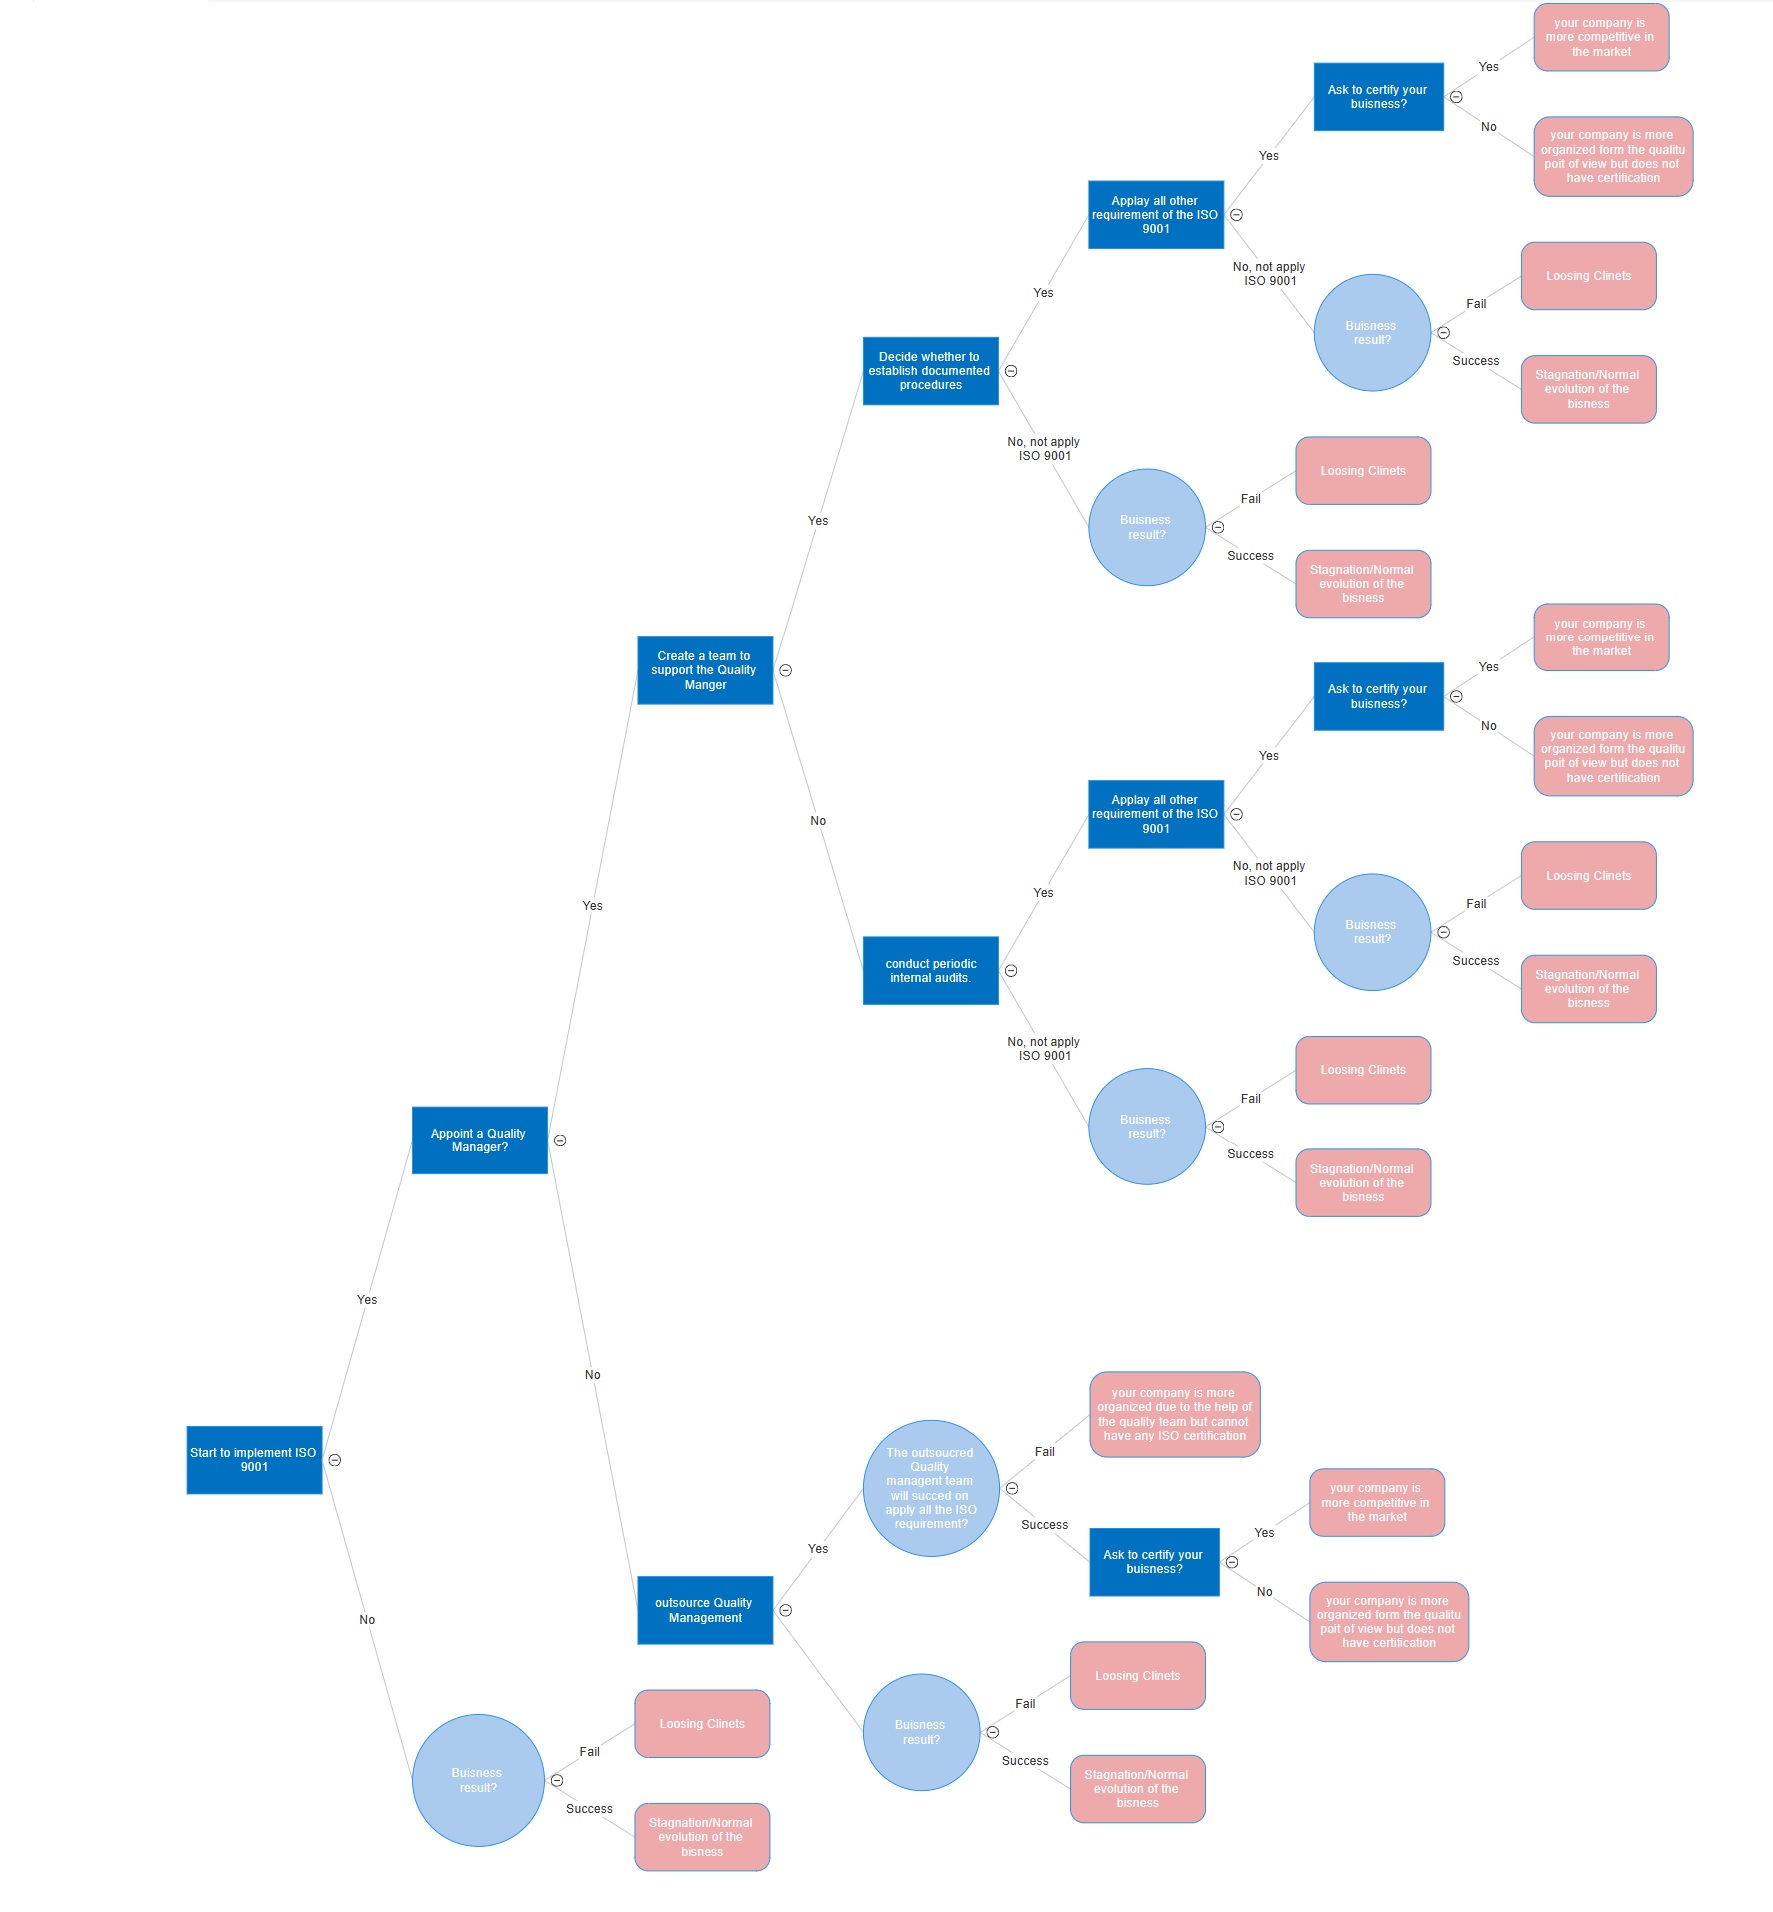 your company is
more competitive in
the market
Yes
Ask to certify your
buisness?
No
your company is more
organized form the qualitu
poit of view but does not
have certification
Yes
Applay all other
requirement of the ISO
9001
No, not apply
ISO 9001
Loosing Clinets
Fail
Buisness
result?
Success
Stagnation/Normal
evolution of the
bisness
Yes
Decide whether to
establish documented
procedures
No, not apply
ISO 9001
Loosing Clinets
Fail
Buisness
result?
Success
Stagnation/Normal
evolution of the
bisness
Yes
Create a team to
support the Quality
Manger
No
your company is
more competitive in
the market
Yes
Ask to certify your
buisness?
No
your company is more
organized form the qualitu
poit of view but does not
have certification
Yes
Applay all other
requirement of the ISO
9001
No, not apply
ISO 9001
Loosing Clinets
Fail
Buisness
result?
Success
Stagnation/Normal
evolution of the
bisness
Yes
conduct periodic
internal audits.
No, not apply
ISO 9001
Loosing Clinets
Fail
Buisness
result?
Success
Stagnation/Normal
evolution of the
bisness
Yes
Appoint a Quality
Manager?
No
Yes
Start to implement ISO
9001
No
your company is more
organized due to the help of
the quality team but cannot
have any ISO certification
Fail
The outsoucred
Quality
managent team
will succed on
apply all the ISO
requirement?
Success
your company is
more competitive in
the market
Yes
Ask to certify your
buisness?
No
your company is more
organized form the qualitu
poit of view but does not
have certification
Yes
outsource Quality
Management
Loosing Clinets
Fail
Buisness
result?
Success
Stagnation/Normal
evolution of the
bisness
Loosing Clinets
Fail
Buisness
result?
Success
Stagnation/Normal
evolution of the
bisness